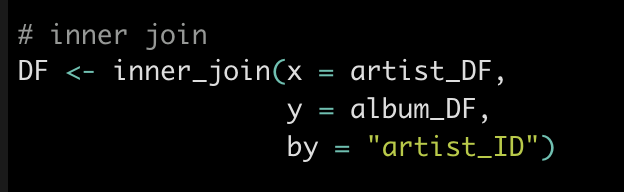 # inner join
DF <- inner_join(x = artist_DF,
                 y = album_DF,
                 by = "artist_ID")